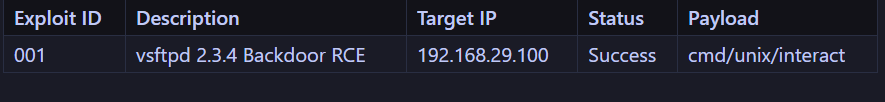 Exploit ID Description Target IP Status Payload
001 vsftpd 2.3.4 Backdoor RCE 192.168.29.100 Success cmd/unix/interact